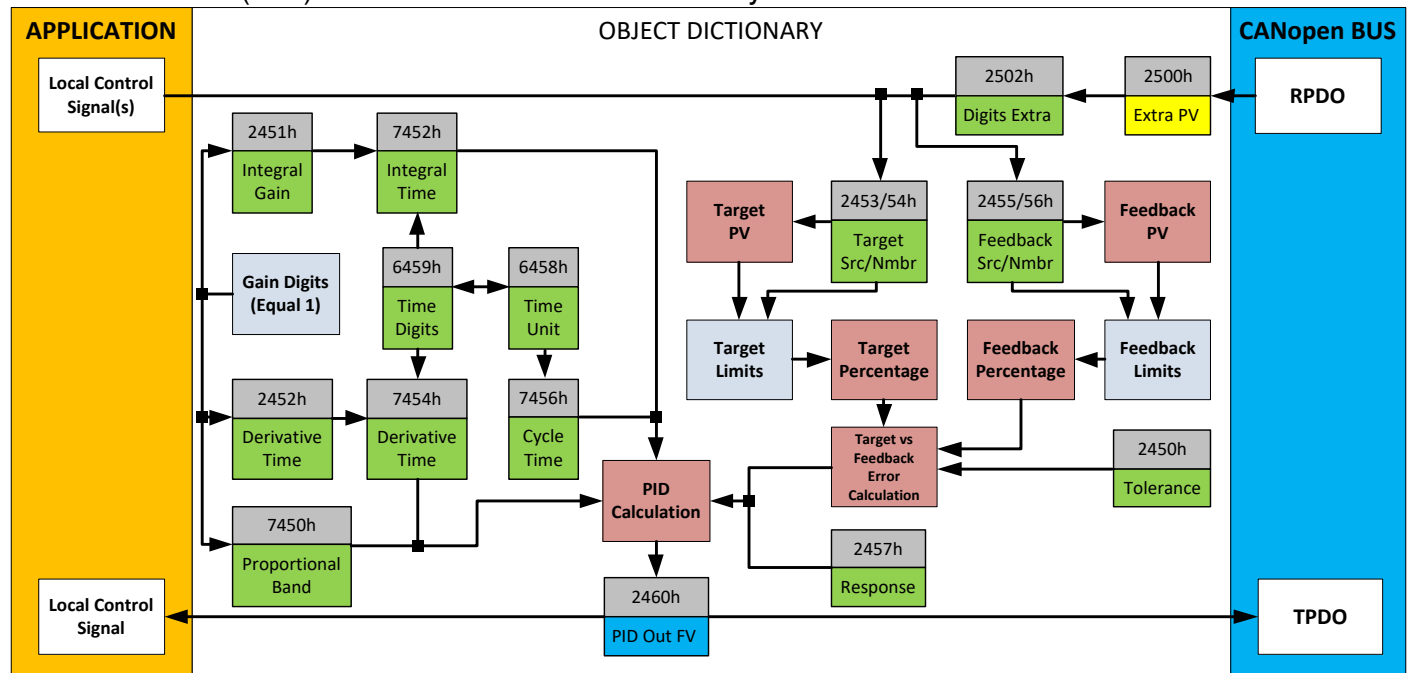 APPLICATION
OBJECT DICTIONARY
CANopen BUS
Local Control
Signal(s)
2502h
Digits Extra
2500h
Extra PV
RPDO
2451h
Integral
Gain
7452h
Integral
Time
Target
PV
2453/54h
Target
Src/Nmbr
2455/56h
Feedback
Src/Nmbr
Feedback
PV
Gain Digits
(Equal 1)
6459h
Time
Digits
6458h
Time
Unit
Target
Limits
Target
Percentage
Feedback
Percentage
Feedback
Limits
2452h
Derivative
Time
7454h
Derivative
Time
7456h
Cycle
Time
Target vs
Feedback
Error
Calculation
2450h
Tolerance
PID
Calculation
7450h
Proportional
Band
2457h
Response
Local Control
Signal
2460h
PID Out FV
TPDO